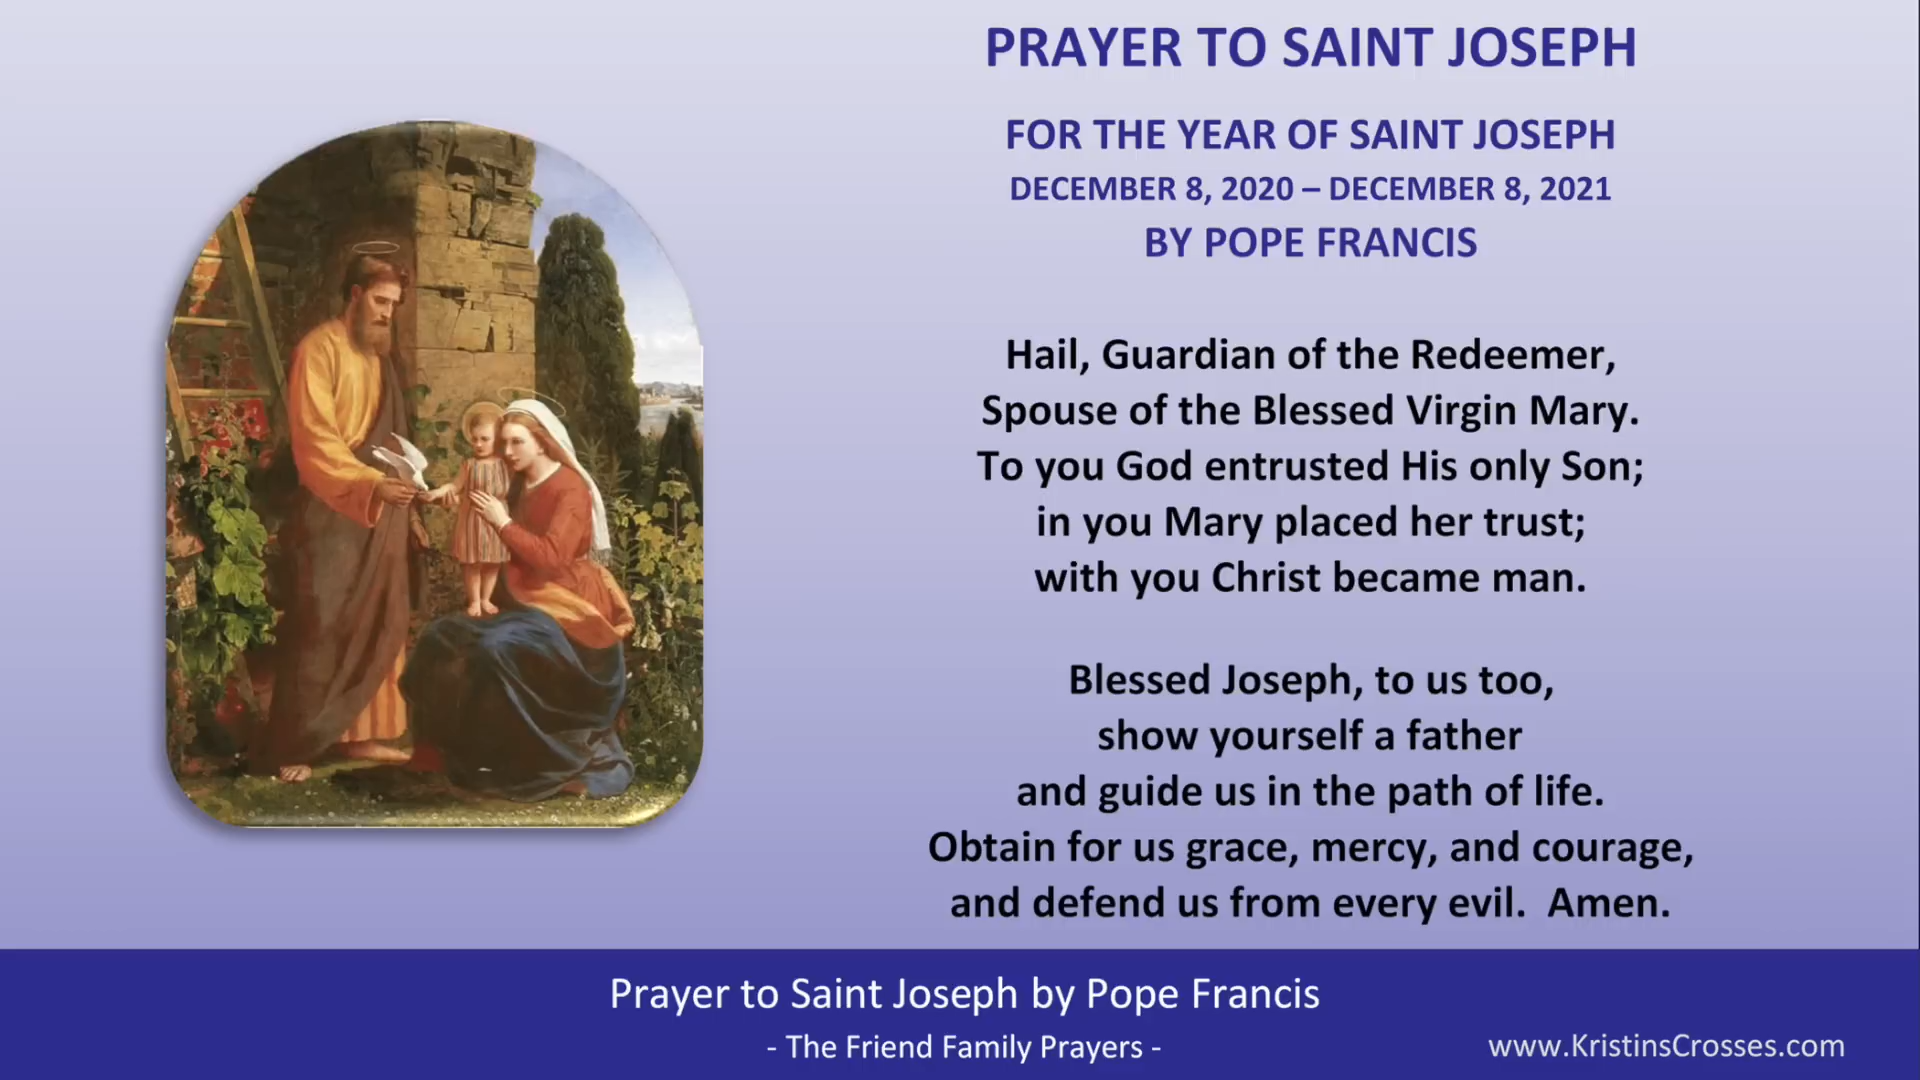 PRAYER TO SAINT JOSEPH
FOR THE YEAR OF SAINT JOSEPH
DECEMBER 8, 2020 – DECEMBER 8, 2021
BY POPE FRANCIS
Hail, Guardian of the Redeemer,
Spouse of the Blessed Virgin Mary.
To you God entrusted His only Son;
in you Mary placed her trust;
with you Christ became man.
Blessed Joseph, to us too,
show yourself a father
and guide us in the path of life.
Obtain for us grace, mercy, and courage,
and defend us from every evil.  Amen.
Prayer to Saint Joseph by Pope Francis
- The Friend Family Prayers -
www.KristinsCrosses.com